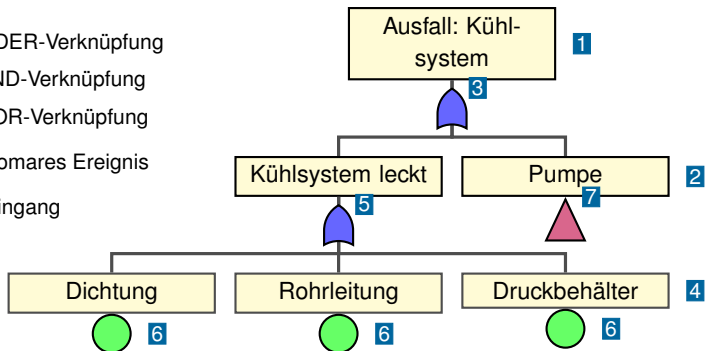 Ausfall: Kühl-
system
1
DER-Verknüpfung
ND-Verknüpfung
3
OR-Verknüpfung
omares Ereignis
Kühlsystem leckt
Pumpe
2
7
5
ingang
Dichtung
Rohrleitung
Druckbehälter
4
6
6
6